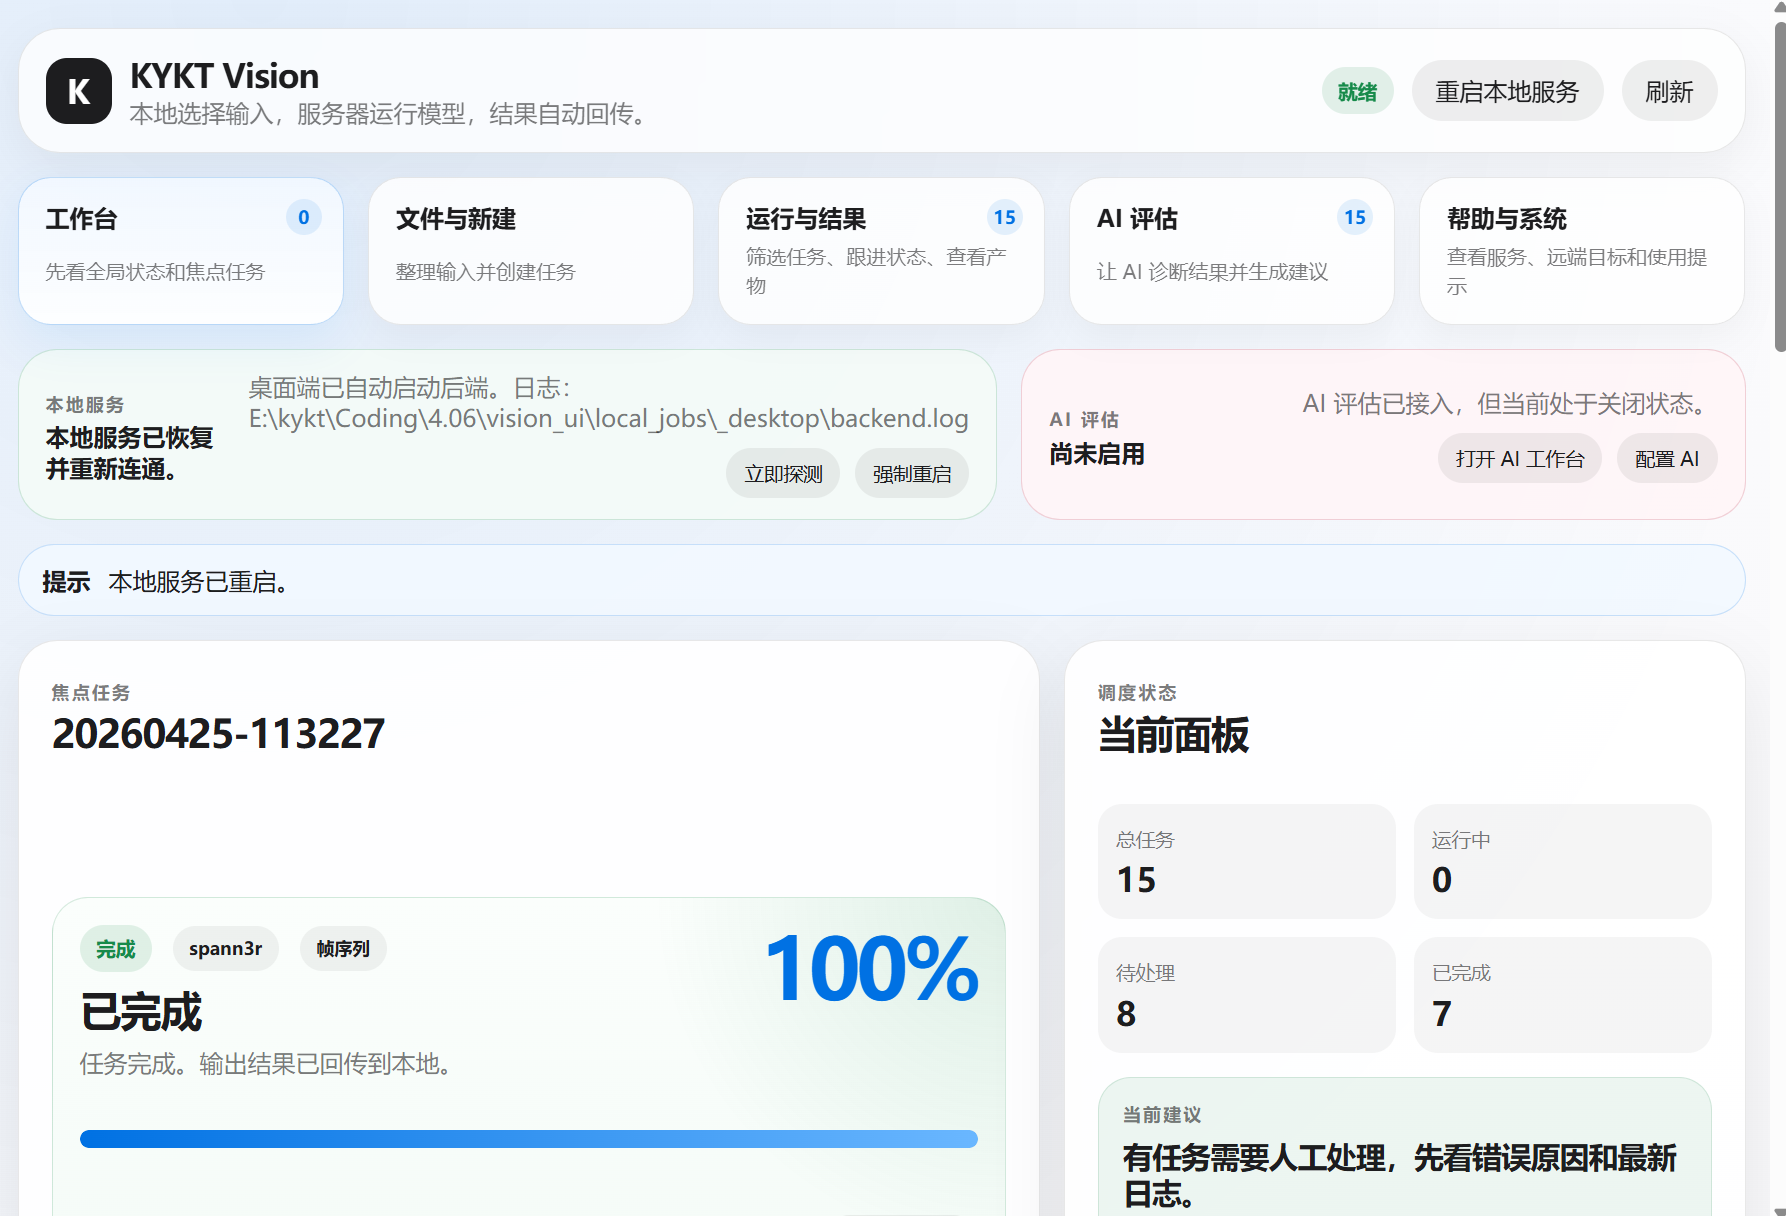 K
KYKT Vision
本地选择输入，服务器运行模型，结果自动回传。
就绪
重启本地服务
刷新
工作台
0
先看全局状态和焦点任务
文件与新建
整理输入并创建任务
运行与结果
15
筛选任务、跟进状态、查看产
物
AI 评估
15
让 AI 诊断结果并生成建议
帮助与系统
查看服务、远端目标和使用提
示
本地服务
本地服务已恢复
并重新连通。
桌面端已自动启动后端。日志：
E:\kykt\Coding\4.06\vision_ui\local_jobs\_desktop\backend.log
立即探测
强制重启
AI 评估
尚未启用
AI 评估已接入，但当前处于关闭状态。
打开 AI 工作台
配置 AI
提示 本地服务已重启。
焦点任务
20260425-113227
完成
spann3r
帧序列
100%
已完成
任务完成。输出结果已回传到本地。
调度状态
当前面板
总任务
15
运行中
0
待处理
8
已完成
7
当前建议
有任务需要人工处理，先看错误原因和最新
日志。